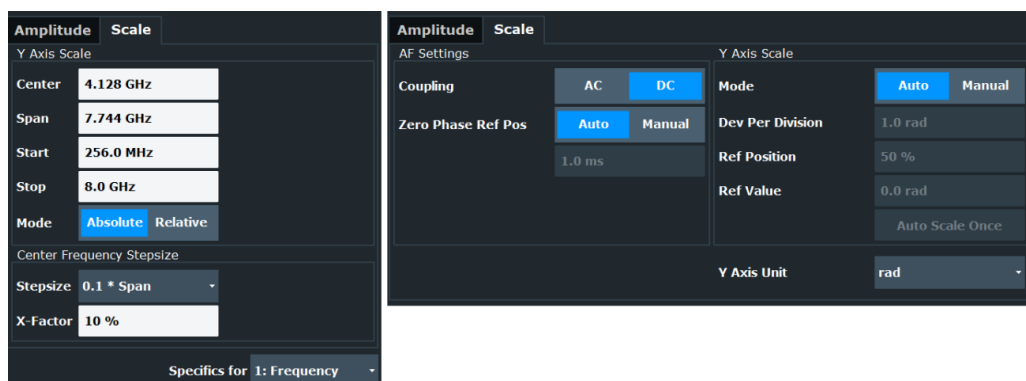 Amplitude Scale
Y Axis Scale
Center 4.128 GHz
Span 7.744 GHz
Start 256.0 MHz
Stop 8.0 GHz
Mode Absolute Relative
Center Frequency Stepsize
Stepsize 0.1 * Span
X-Factor 10 %
Specifics for 1: Frequency
Amplitude Scale
AF Settings
Coupling AC DC
Zero Phase Ref Pos Auto Manual
1.0 ms
Y Axis Scale
Mode Auto Manual
Dev Per Division 1.0 rad
Ref Position 50 %
Ref Value 0.0 rad
Auto Scale Once
Y Axis Unit rad